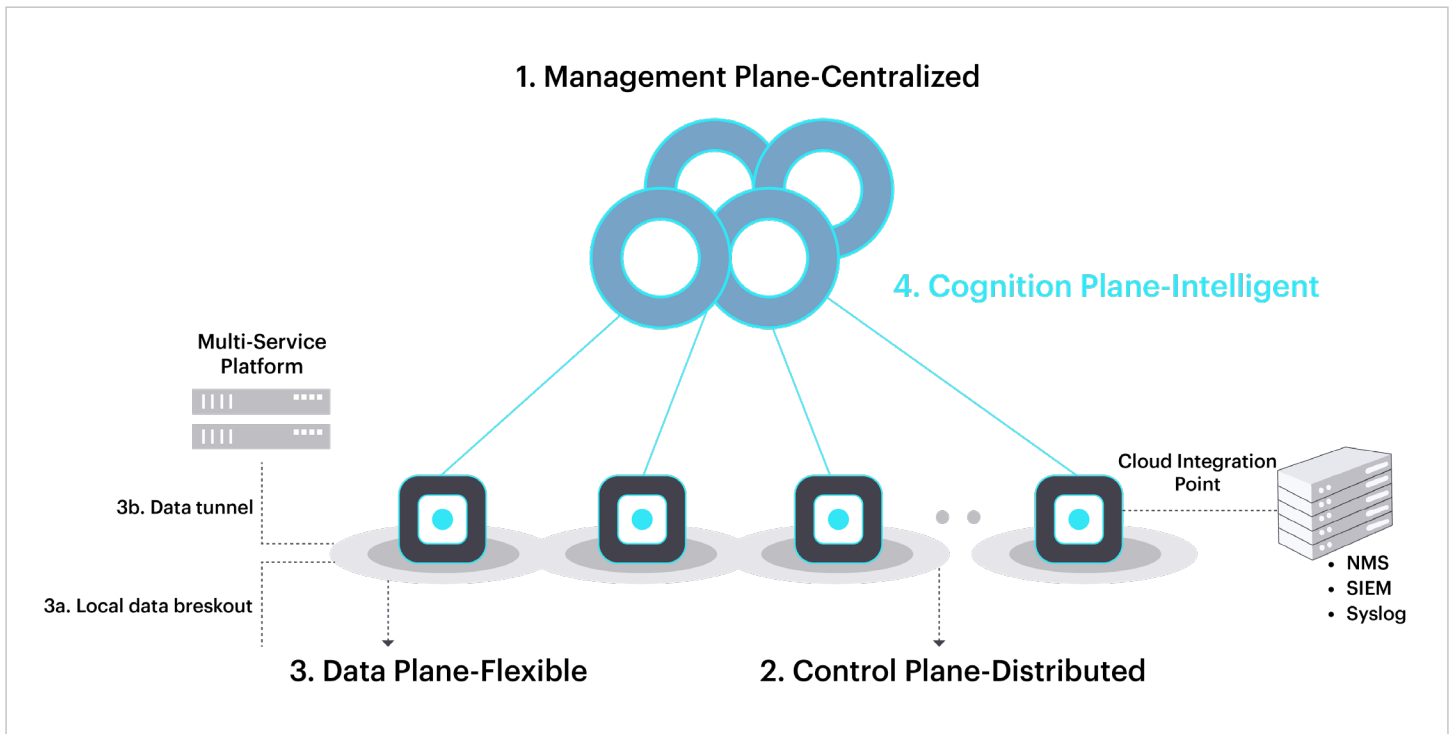 1. Management Plane-Centralized
4. Cognition Plane-Intelligent
Multi-Service
Platform
Cloud Integration
Point
3b. Data tunnel
3a. Local data breskout
• NMS
• SIEM
• Syslog
3. Data Plane-Flexible
2. Control Plane-Distributed